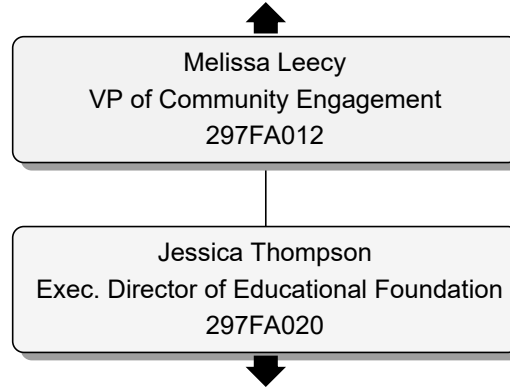 Melissa Leecy
VP of Community Engagement
297FA012
Jessica Thompson
Exec. Director of Educational Foundation
297FA020